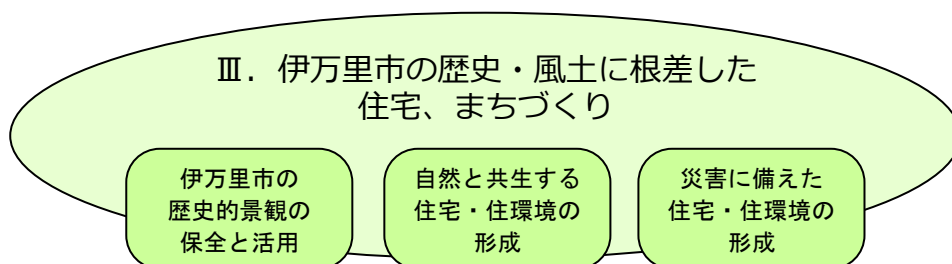 Ⅲ．伊万里市の歴史・風土に根差した
住宅、まちづくり
伊万里市の
歴史的景観の
保全と活用
自然と共生する
住宅・住環境の
形成
災害に備えた
住宅・住環境の
形成